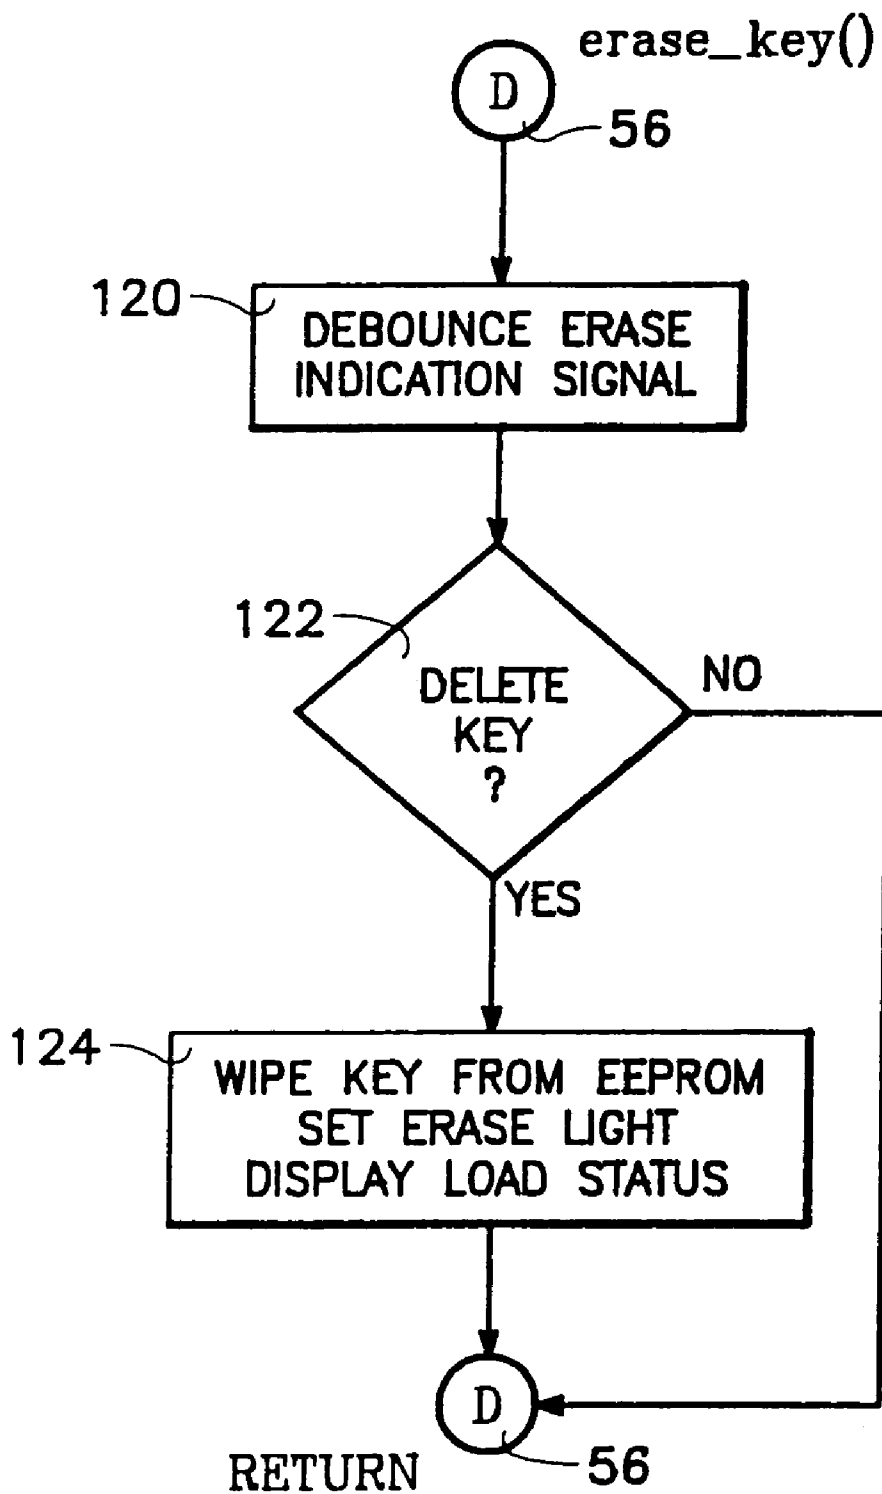 erase_key()
D
56
120
DEBOUNCE ERASE
INDICATION SIGNAL
122
DELETE
KEY
?
NO
YES
124
WIPE KEY FROM EEPROM
SET ERASE LIGHT
DISPLAY LOAD STATUS
D
RETURN
56